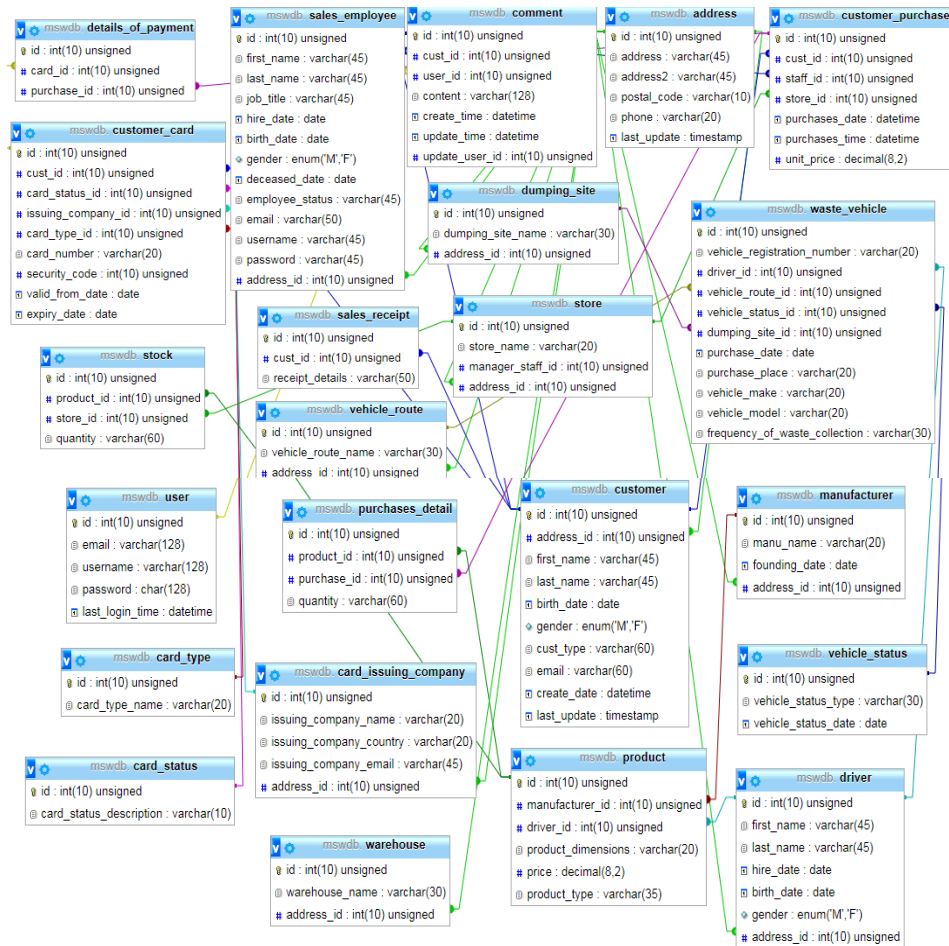 mswdb. details_of_payment
id : int(10) unsigned
# card_id : int(10) unsigned
# purchase_id : int(10) unsigned
mswdb. sales_employee
id : int(10) unsigned
first_name : varchar(45)
last_name : varchar(45)
job_title : varchar(45)
hire_date : date
birth_date : date
gender : enum('M','F')
deceased_date : date
employee_status : varchar(45)
email : varchar(50)
username : varchar(45)
password : varchar(45)
# address_id : int(10) unsigned
mswdb. comment
id : int(10) unsigned
# cust_id : int(10) unsigned
# user_id : int(10) unsigned
content : varchar(128)
create_time : datetime
update_time : datetime
# update_user_id : int(10) unsigned
mswdb. address
id : int(10) unsigned
address : varchar(45)
address2 : varchar(45)
postal_code : varchar(10)
phone : varchar(20)
last_update : timestamp
mswdb. customer_purchase
id : int(10) unsigned
# cust_id : int(10) unsigned
# staff_id : int(10) unsigned
# store_id : int(10) unsigned
purchases_date : datetime
purchases_time : datetime
# unit_price : decimal(8,2)
mswdb. customer_card
id : int(10) unsigned
# cust_id : int(10) unsigned
# card_status_id : int(10) unsigned
# issuing_company_id : int(10) unsigned
# card_type_id : int(10) unsigned
card_number : varchar(20)
# security_code : int(10) unsigned
valid_from_date : date
expiry_date : date
mswdb. dumping_site
id : int(10) unsigned
dumping_site_name : varchar(30)
# address_id : int(10) unsigned
mswdb. waste_vehicle
id : int(10) unsigned
vehicle_registration_number : varchar(20)
# driver_id : int(10) unsigned
# vehicle_route_id : int(10) unsigned
# vehicle_status_id : int(10) unsigned
# dumping_site_id : int(10) unsigned
purchase_date : date
purchase_place : varchar(20)
vehicle_make : varchar(20)
vehicle_model : varchar(20)
frequency_of_waste_collection : varchar(30)
mswdb. sales_receipt
id : int(10) unsigned
# cust_id : int(10) unsigned
receipt_details : varchar(50)
mswdb. store
id : int(10) unsigned
store_name : varchar(20)
# manager_staff_id : int(10) unsigned
# address_id : int(10) unsigned
mswdb. stock
id : int(10) unsigned
# product_id : int(10) unsigned
# store_id : int(10) unsigned
quantity : varchar(60)
mswdb. vehicle_route
id : int(10) unsigned
vehicle_route_name : varchar(30)
# address_id : int(10) unsigned
mswdb. user
id : int(10) unsigned
email : varchar(128)
username : varchar(128)
password : char(128)
last_login_time : datetime
mswdb. purchases_detail
id : int(10) unsigned
# product_id : int(10) unsigned
# purchase_id : int(10) unsigned
quantity : varchar(60)
mswdb. customer
id : int(10) unsigned
# address_id : int(10) unsigned
first_name : varchar(45)
last_name : varchar(45)
birth_date : date
gender : enum('M','F')
cust_type : varchar(60)
email : varchar(60)
create_date : datetime
last_update : timestamp
mswdb. manufacturer
id : int(10) unsigned
manu_name : varchar(20)
founding_date : date
# address_id : int(10) unsigned
mswdb. card_type
id : int(10) unsigned
card_type_name : varchar(20)
mswdb. card_issuing_company
id : int(10) unsigned
issuing_company_name : varchar(20)
issuing_company_country : varchar(20)
issuing_company_email : varchar(45)
# address_id : int(10) unsigned
mswdb. vehicle_status
id : int(10) unsigned
vehicle_status_type : varchar(30)
vehicle_status_date : date
mswdb. card_status
id : int(10) unsigned
card_status_description : varchar(10)
mswdb. product
id : int(10) unsigned
# manufacturer_id : int(10) unsigned
# driver_id : int(10) unsigned
product_dimensions : varchar(20)
# price : decimal(8,2)
product_type : varchar(35)
mswdb. driver
id : int(10) unsigned
first_name : varchar(45)
last_name : varchar(45)
hire_date : date
birth_date : date
gender : enum('M','F')
# address_id : int(10) unsigned
mswdb. warehouse
id : int(10) unsigned
warehouse_name : varchar(30)
# address_id : int(10) unsigned